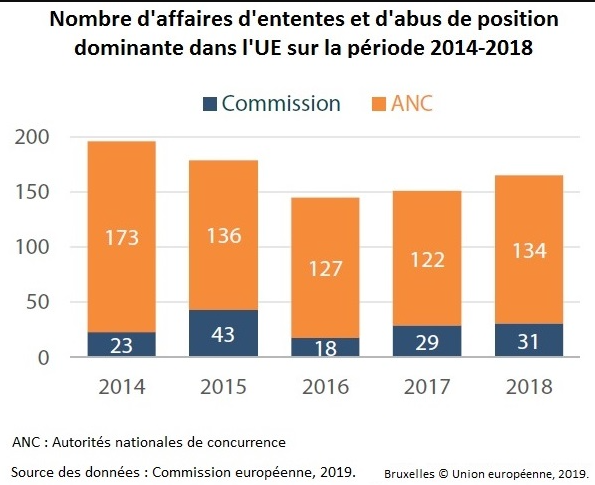 Nombre d'affaires d'ententes et d'abus de position
dominante dans l'UE sur la période 2014-2018
Commission ANC
200
150
100
50
0
173
136
127
122
134
23
43
18
29
31
2014 2015 2016 2017 2018
ANC : Autorités nationales de concurrence
Source des données : Commission européenne, 2019. Bruxelles © Union européenne, 2019.